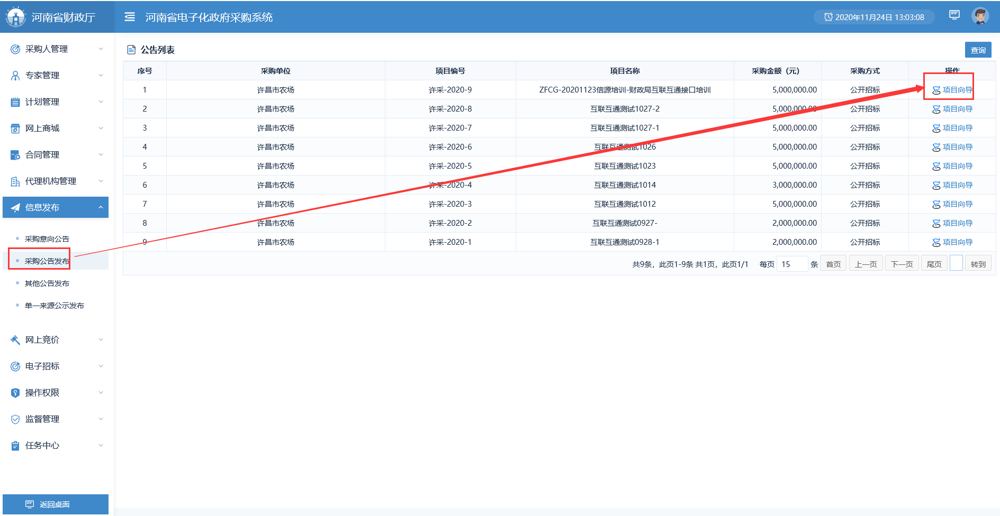 河南省财政厅
河南省电子化政府采购系统
2020年11月24日 13:03:08
采购人管理
专家管理
计划管理
网上商城
合同管理
代理机构管理
信息发布
采购意向公告
采购公告发布
其他公告发布
单一来源公示发布
网上竞价
电子招标
操作权限
监督管理
任务中心
返回桌面
公告列表
查询
序号 采购单位 项目编号 项目名称 采购金额（元） 采购方式 操作
1 许昌市农场 许采-2020-9 ZFCG-20201123信源培训-财政局互联互通接口培训 5,000,000.00 公开招标 项目向导
2 许昌市农场 许采-2020-8 互联互通测试1027-2 5,000,000.00 公开招标 项目向导
3 许昌市农场 许采-2020-7 互联互通测试1027-1 5,000,000.00 公开招标 项目向导
4 许昌市农场 许采-2020-6 互联互通测试1026 5,000,000.00 公开招标 项目向导
5 许昌市农场 许采-2020-5 互联互通测试1023 5,000,000.00 公开招标 项目向导
6 许昌市农场 许采-2020-4 互联互通测试1014 3,000,000.00 公开招标 项目向导
7 许昌市农场 许采-2020-3 互联互通测试1012 5,000,000.00 公开招标 项目向导
8 许昌市农场 许采-2020-2 互联互通测试0927- 2,000,000.00 公开招标 项目向导
9 许昌市农场 许采-2020-1 互联互通测试0928-1 2,000,000.00 公开招标 项目向导
共9条，此页1-9条 共1页，此页1/1 每页 15 条 首页 上一页 下一页 尾页 转到